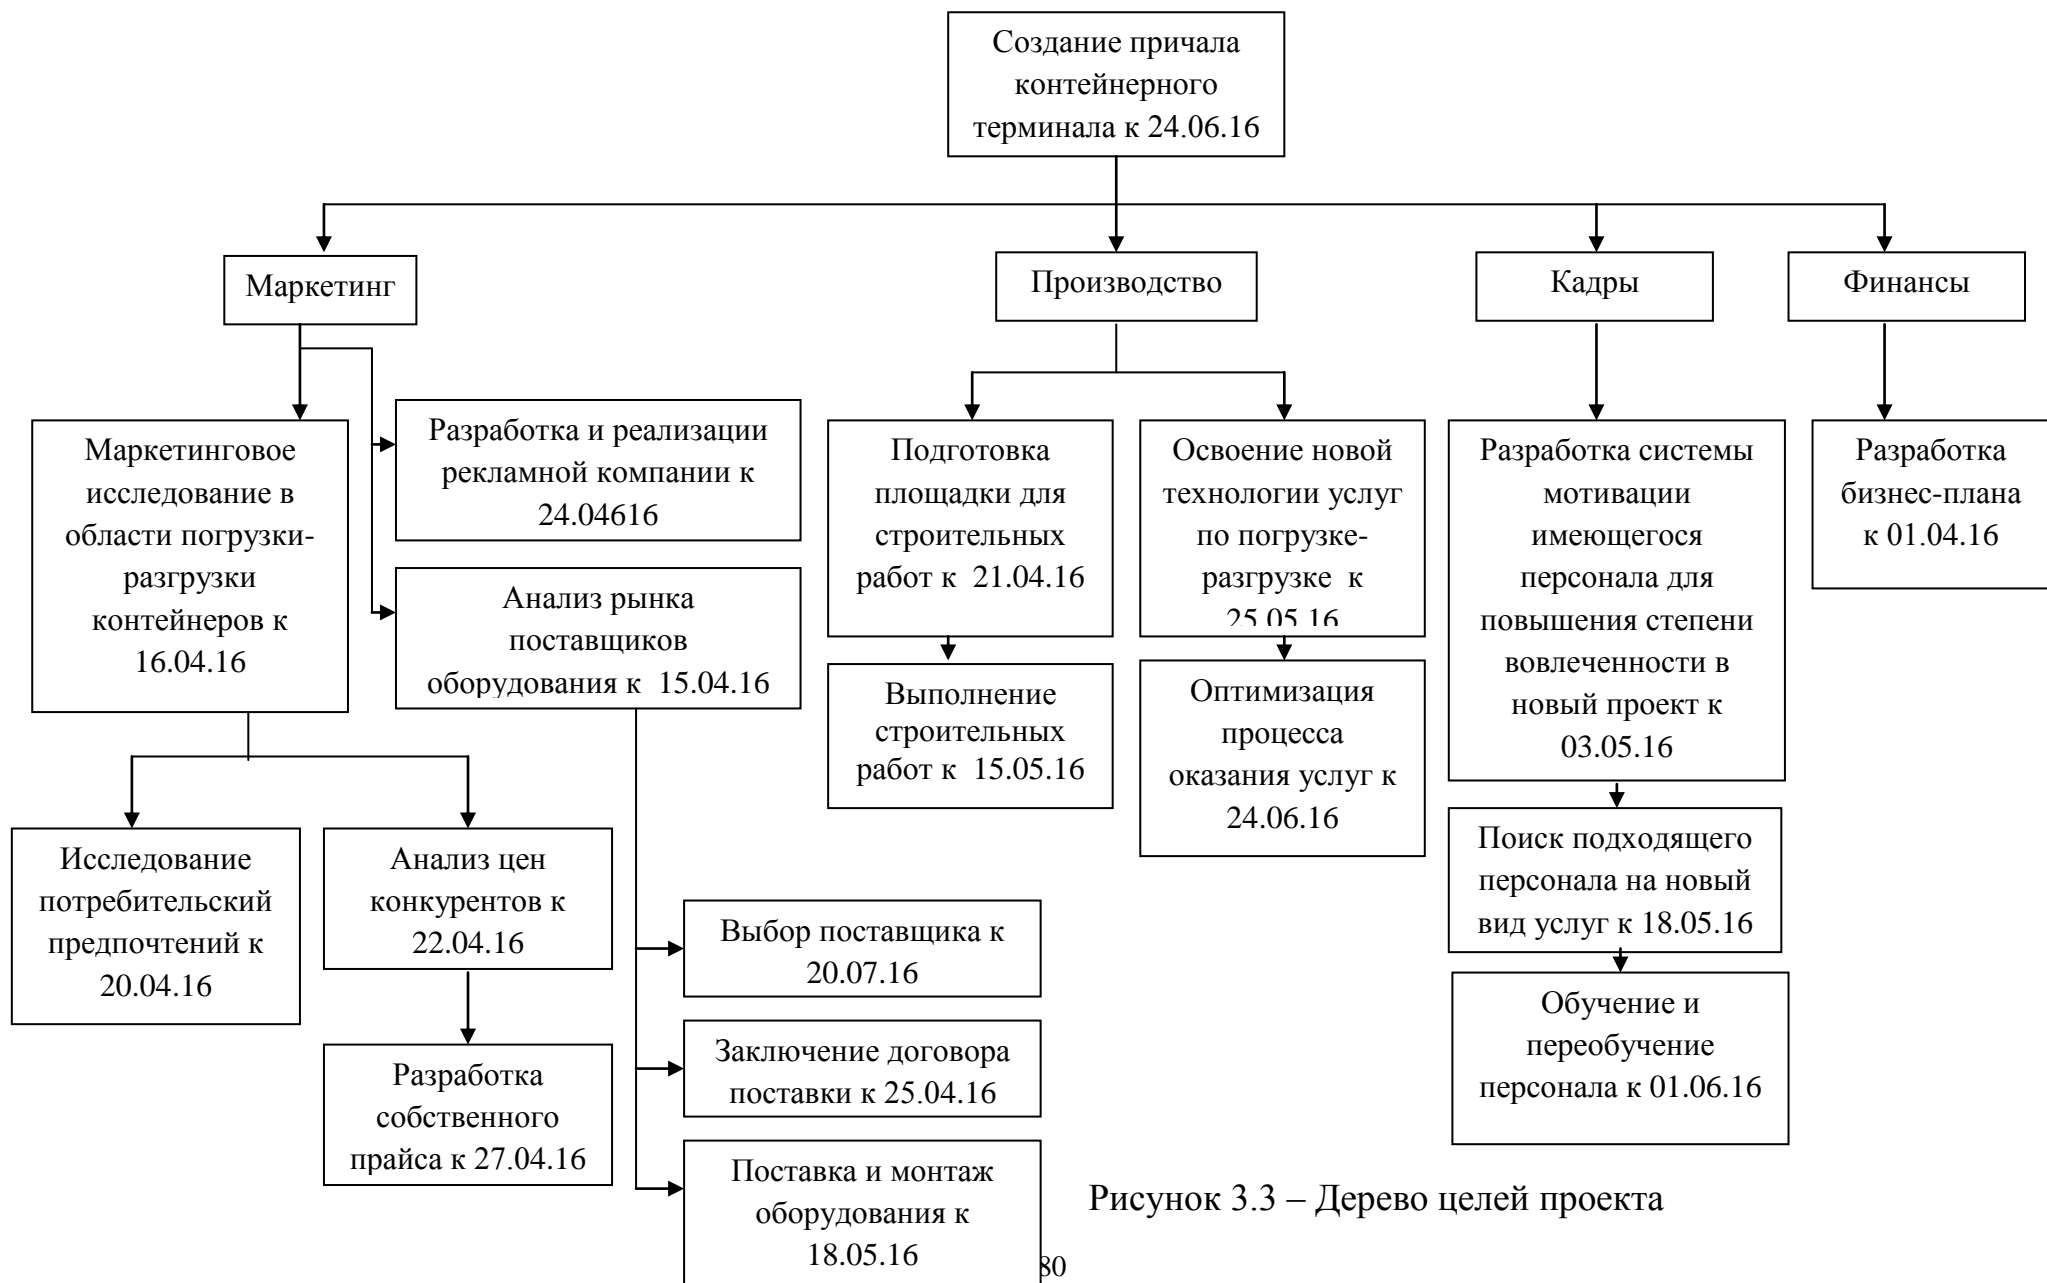 Создание причала
контейнерного
терминала к 24.06.16
Маркетинг
Производство
Кадры
Финансы
Маркетинговое
исследование в
области погрузки-
разгрузки
контейнеров к
16.04.16
Разработка и реализации
рекламной компании к
24.04616
Анализ рынка
поставщиков
оборудования к 15.04.16
Подготовка
площадки для
строительных
работ к 21.04.16
Освоение новой
технологии услуг
по погрузке-
разгрузке к
25.05.16
Разработка системы
мотивации
имеющегося
персонала для
повышения степени
вовлеченности в
новый проект к
03.05.16
Разработка
бизнес-плана
к 01.04.16
Выполнение
строительных
работ к 15.05.16
Оптимизация
процесса
оказания услуг к
24.06.16
Исследование
потребительский
предпочтений к
20.04.16
Анализ цен
конкурентов к
22.04.16
Выбор поставщика к
20.07.16
Поиск подходящего
персонала на новый
вид услуг к 18.05.16
Разработка
собственного
прайса к 27.04.16
Заключение договора
поставки к 25.04.16
Обучение и
переобучение
персонала к 01.06.16
Поставка и монтаж
оборудования к
18.05.16
Рисунок 3.3 – Дерево целей проекта
80